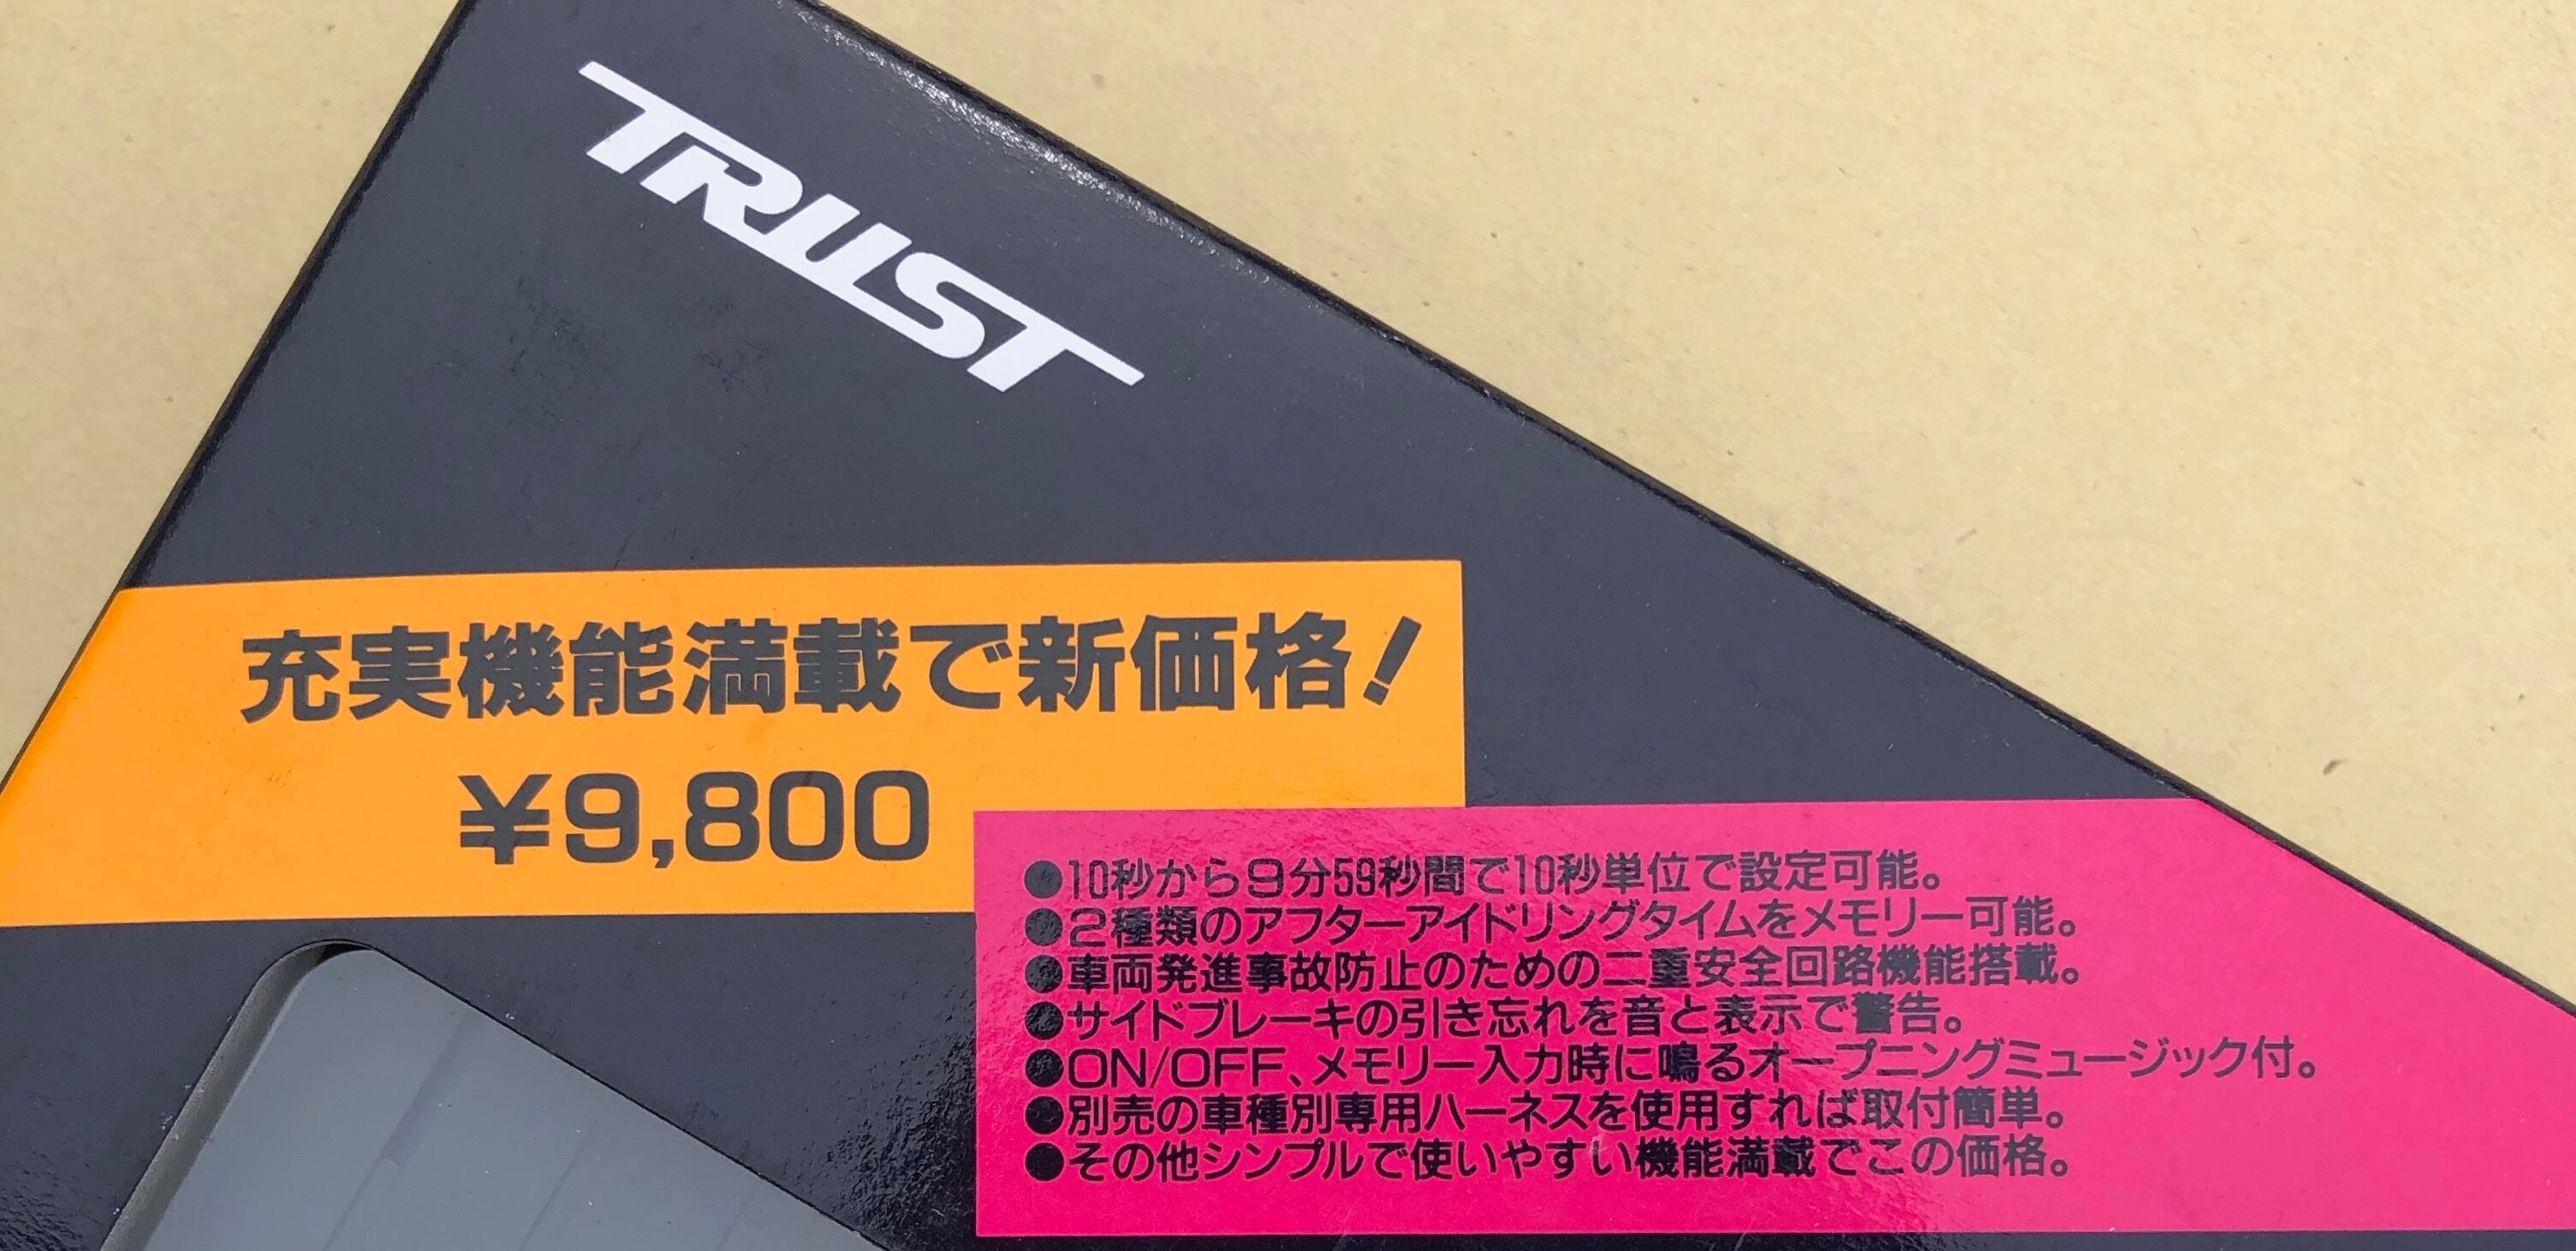 TRUST
充実機能満載で新価格!
¥9,800
●10秒から9分59秒間で10秒単位で設定可能。
●2種類のアフターアイドリングタイムをメモリー可能。
●車両発進事故防止のための二重安全回路機能搭載。
●サイドブレーキの引き忘れを音と表示で警告。
●ON/OFF、メモリー入力時に鳴るオープニングミュージック付。
●別売の車種別専用ハーネスを使用すれば取付簡単。
●その他シンプルで使いやすい機能満載でこの価格。